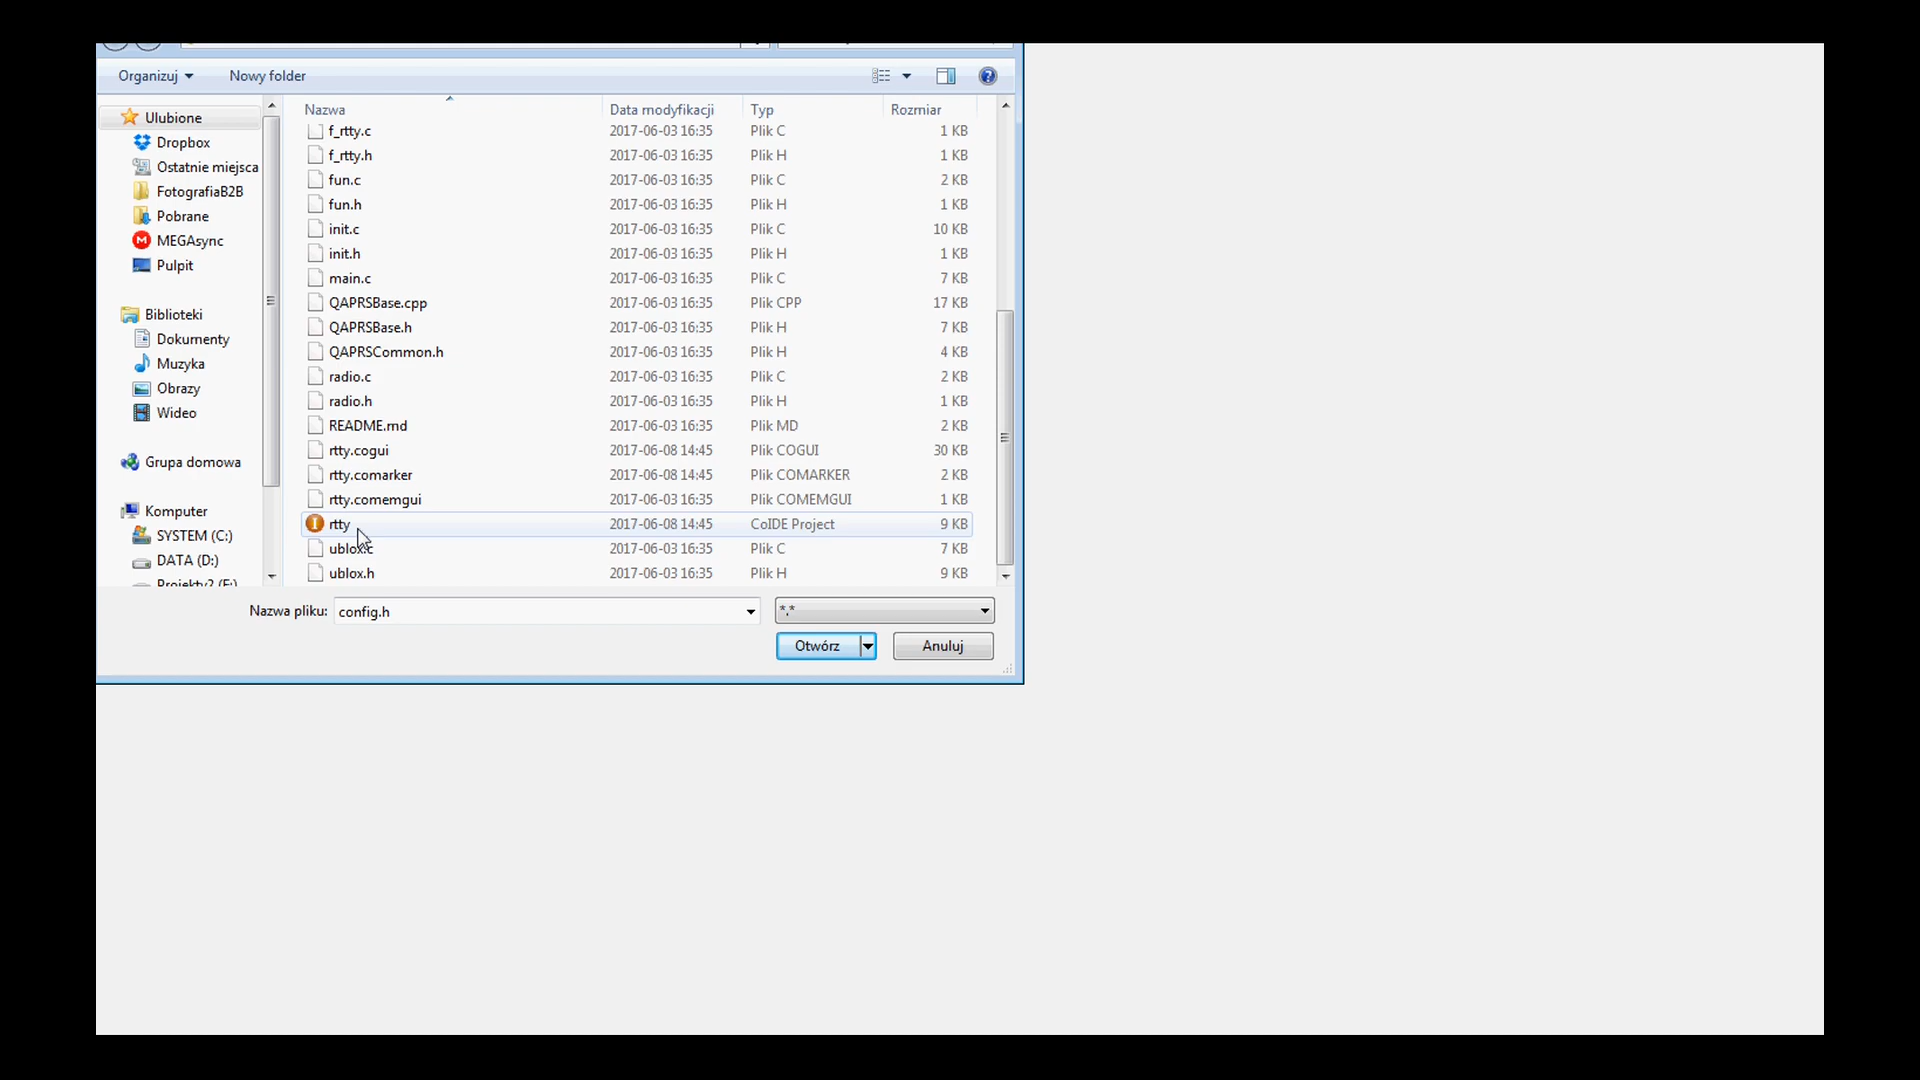 Organizuj Nowy folder
Ulubione
Dropbox
Ostatnie miejsca
FotografiaB2B
Pobrane
MEGAsync
Pulpit
Biblioteki
Dokumenty
Muzyka
Obrazy
Wideo
Grupa domowa
Komputer
SYSTEM (C:)
DATA (D:)
Projekty2 (E:)
Nazwa Data modyfikacji Typ Rozmiar
f_rtty.c 2017-06-03 16:35 Plik C 1 KB
f_rtty.h 2017-06-03 16:35 Plik H 1 KB
fun.c 2017-06-03 16:35 Plik C 2 KB
fun.h 2017-06-03 16:35 Plik H 1 KB
init.c 2017-06-03 16:35 Plik C 10 KB
init.h 2017-06-03 16:35 Plik H 1 KB
main.c 2017-06-03 16:35 Plik C 7 KB
QAPRSBase.cpp 2017-06-03 16:35 Plik CPP 17 KB
QAPRSBase.h 2017-06-03 16:35 Plik H 7 KB
QAPRSCommon.h 2017-06-03 16:35 Plik H 4 KB
radio.c 2017-06-03 16:35 Plik C 2 KB
radio.h 2017-06-03 16:35 Plik H 1 KB
README.md 2017-06-03 16:35 Plik MD 2 KB
rtty.cogui 2017-06-08 14:45 Plik COGUI 30 KB
rtty.comarker 2017-06-08 14:45 Plik COMARKER 2 KB
rtty.comemgui 2017-06-03 16:35 Plik COMEMGUI 1 KB
rtty 2017-06-08 14:45 CoIDE Project 9 KB
ublox.c 2017-06-03 16:35 Plik C 7 KB
ublox.h 2017-06-03 16:35 Plik H 9 KB
Nazwa pliku: config.h *.*
Otwórz Anuluj